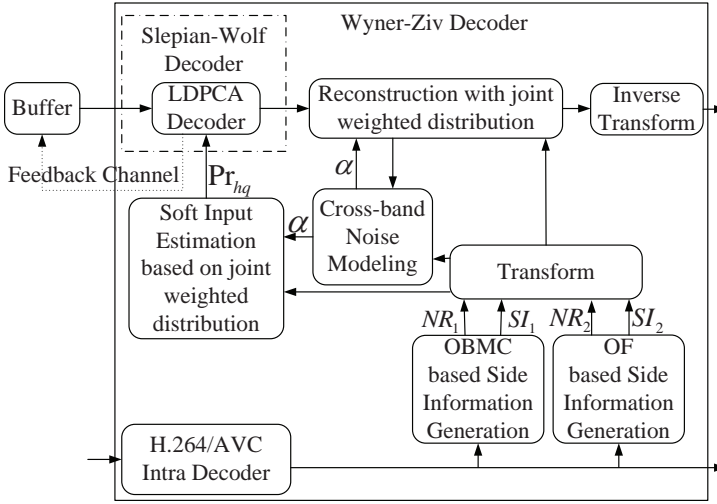 Wyner-Ziv Decoder
Slepian-Wolf
Decoder
Buffer
LDPCA
Decoder
Reconstruction with joint
weighted distribution
Inverse
Transform
Feedback Channel
Pr_{hq}
α
Soft Input
Estimation
based on joint
weighted
distribution
α
Cross-band
Noise
Modeling
Transform
NR_1
SI_1
NR_2
SI_2
OBMC
based Side
Information
Generation
OF
based Side
Information
Generation
H.264/AVC
Intra Decoder